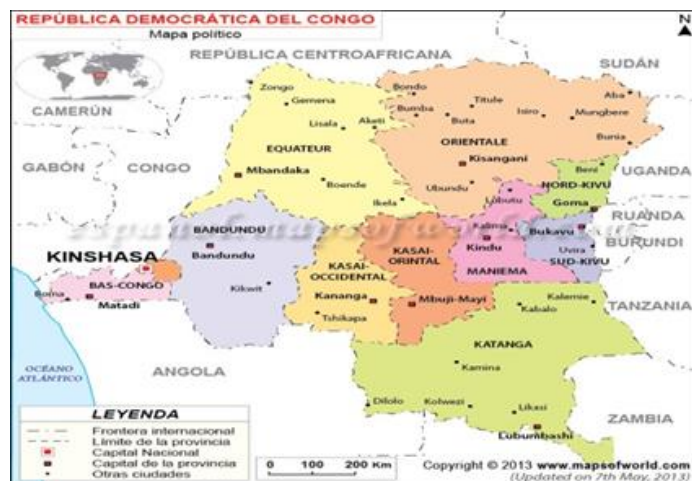 REPÚBLICA DEMOCRÁTICA DEL CONGO
Mapa político
N
REPÚBLICA CENTROAFRICANA
SUDÁN
CAMERÚN
GABÓN
CONGO
UGANDA
RUANDA
BURUNDI
TANZANIA
ZAMBIA
ANGOLA
OCÉANO
ATLÁNTICO
Zongo
Gemena
Lisala
Aketi
EQUATEUR
Mbandaka
Boende
Ikela
Bondo
Bumba
Titule
Buta
Isiro
Mungbere
Aba
Bunia
ORIENTALE
Kisangani
Ubundu
Beni
NORD-KIVU
Goma
Lubutu
Kalima
Kindu
MANIEMA
Bukavu
Uvira
SUD-KIVU
espanol.mapsofworld.com
BANDUNDU
Bandundu
Kikwit
KINSHASA
BAS-CONGO
Boma
Matadi
KASAI-
OCCIDENTAL
Kananga
Tshikapa
KASAI-
ORINTAL
Mbuji-Mayi
Kabalo
Kalemie
KATANGA
Kamina
Dilolo
Kolwezi
Likasi
Lubumbashi
LEYENDA
Frontera internacional
Límite de la provincia
Capital Nacional
Capital de la provincia
Otras ciudades
0 100 200 Km
Copyright © 2013 www.mapsofworld.com
(Updated on 7th May, 2013)